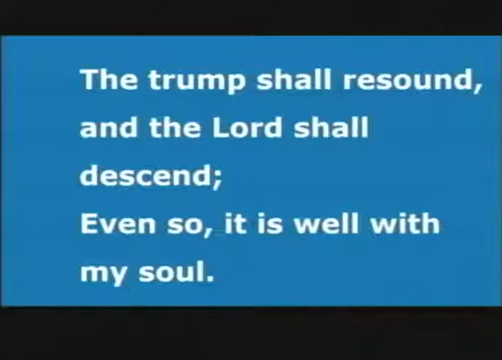 The trump shall resound,
and the Lord shall
descend;
Even so, it is well with
my soul.